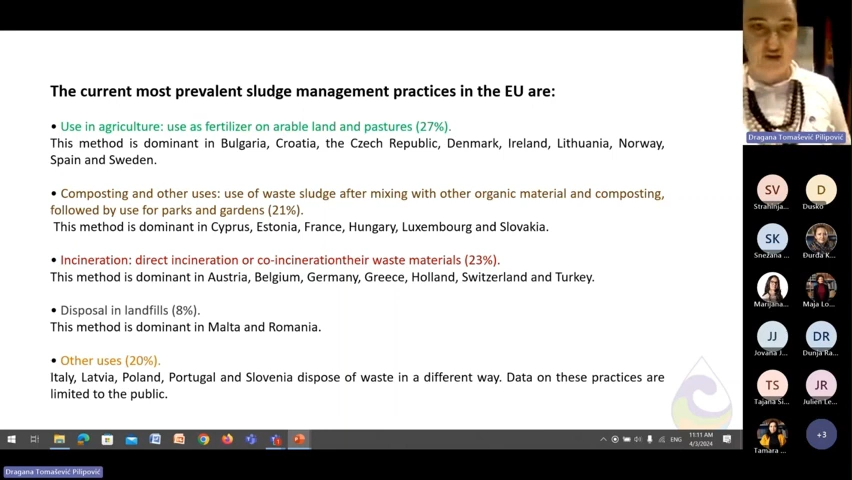 The current most prevalent sludge management practices in the EU are:
• Use in agriculture: use as fertilizer on arable land and pastures (27%).
This method is dominant in Bulgaria, Croatia, the Czech Republic, Denmark, Ireland, Lithuania, Norway,
Spain and Sweden.
• Composting and other uses: use of waste sludge after mixing with other organic material and composting,
followed by use for parks and gardens (21%).
This method is dominant in Cyprus, Estonia, France, Hungary, Luxembourg and Slovakia.
• Incineration: direct incineration or co-incinerationtheir waste materials (23%).
This method is dominant in Austria, Belgium, Germany, Greece, Holland, Switzerland and Turkey.
• Disposal in landfills (8%).
This method is dominant in Malta and Romania.
• Other uses (20%).
Italy, Latvia, Poland, Portugal and Slovenia dispose of waste in a different way. Data on these practices are
limited to the public.
ENG
11:11 AM
4/3/2024
Dragana Tomašević Pilipović
Dragana Tomašević Pilipović
SV
D
Strahinja...
Dusko
SK
Snezana ...
Đurđa K...
Marijana...
Maja Lo...
JJ
DR
Jovana J...
Dunja Ra...
TS
JR
Tajana Si...
Julien Le...
+3
Tamara ...